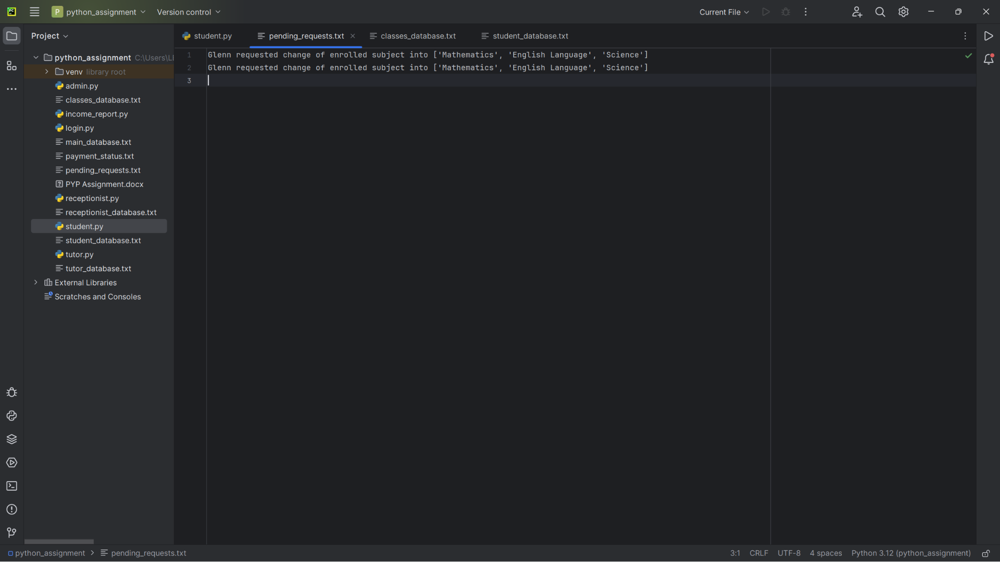 PC P python_assignment Version control Current File
Project
student.py pending_requests.txt classes_database.txt student_database.txt
python_assignment C:\Users\LE
venv library root
admin.py
classes_database.txt
income_report.py
login.py
main_database.txt
payment_status.txt
pending_requests.txt
PYP Assignment.docx
receptionist.py
receptionist_database.txt
student.py
student_database.txt
tutor.py
tutor_database.txt
External Libraries
Scratches and Consoles
1 Glenn requested change of enrolled subject into ['Mathematics', 'English Language', 'Science']
2 Glenn requested change of enrolled subject into ['Mathematics', 'English Language', 'Science']
3
python_assignment > pending_requests.txt 3:1 CRLF UTF-8 4 spaces Python 3.12 (python_assignment)